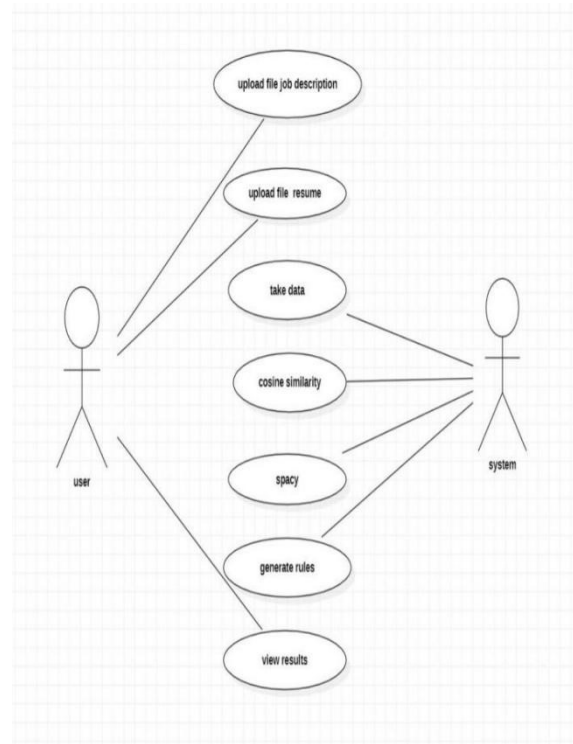 upload file job description
upload file resume
take data
cosine similarity
spacy
generate rules
view results
user
system